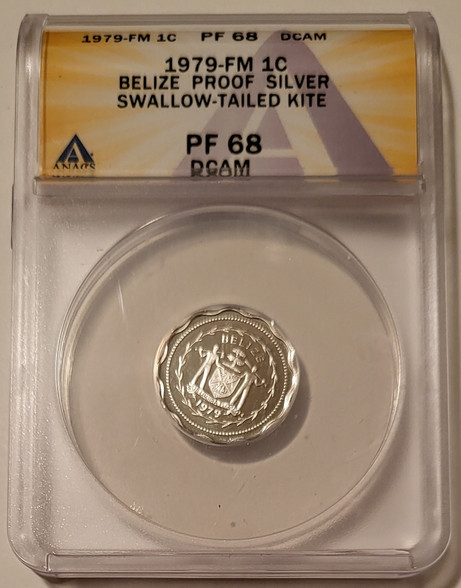 1979-FM 1C PF 68 DCAM
1979-FM 1C
BELIZE PROOF SILVER
SWALLOW-TAILED KITE
PF 68
DCAM
ANACS
BELIZE
1979